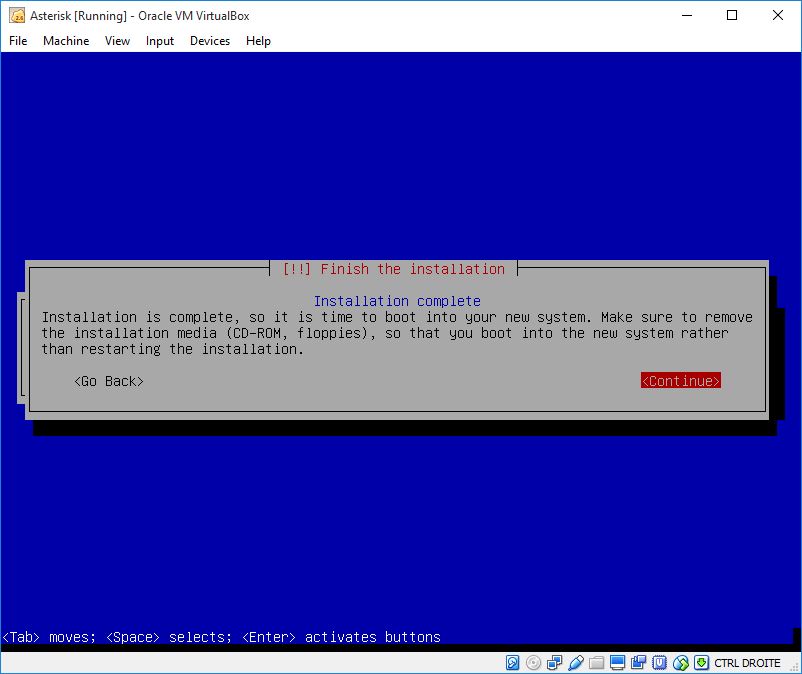 Asterisk [Running] - Oracle VM VirtualBox
File Machine View Input Devices Help
[!!] Finish the installation
Installation complete
Installation is complete, so it is time to boot into your new system. Make sure to remove
the installation media (CD-ROM, floppies), so that you boot into the new system rather
than restarting the installation.
<Go Back> <Continue>
<Tab> moves; <Space> selects; <Enter> activates buttons
CTRL DROITE